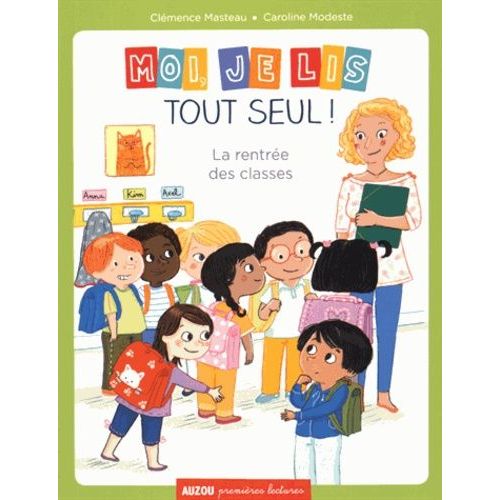 Clémence Masteau • Caroline Modeste
MOI, JE LIS
TOUT SEUL !
La rentrée
des classes
Anna Kim Axel
AUZOU premières lectures